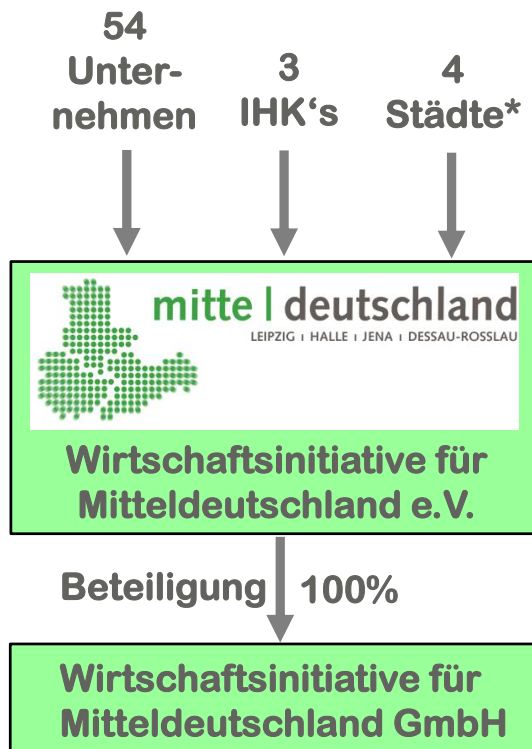 54
Unter-
nehmen
3
IHK‘s
4
Städte*
mitte | deutschland
LEIPZIG I HALLE I JENA I DESSAU-ROSSLAU
Wirtschaftsinitiative für
Mitteldeutschland e.V.
Beteiligung 100%
Wirtschaftsinitiative für
Mitteldeutschland GmbH